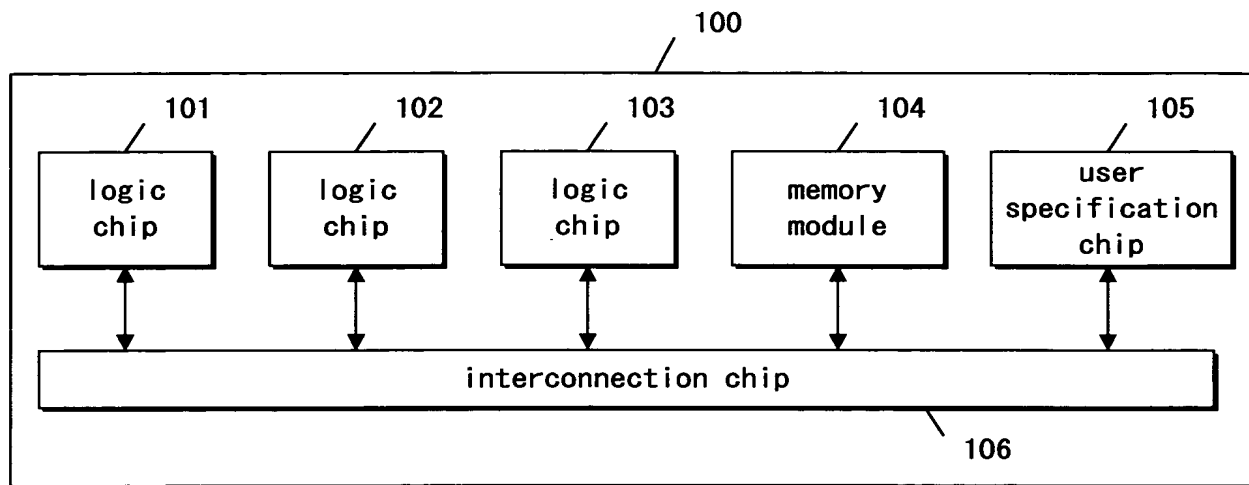 100
101
102
103
104
105
logic
chip
logic
chip
logic
chip
memory
module
user
specification
chip
interconnection chip
106